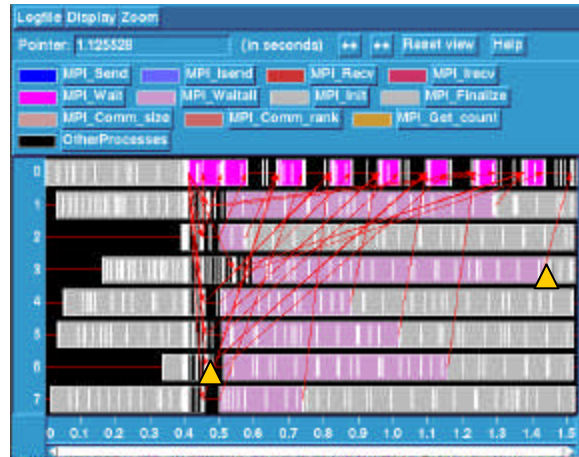 Logfile Display Zoom
Pointer: 1.125528 (in seconds) Reset view Help
MPI_Send MPI_Isend MPI_Recv MPI_Irecv
MPI_Wait MPI_Waitall MPI_Init MPI_Finalize
MPI_Comm_size MPI_Comm_rank MPI_Get_count
OtherProcesses
0
1
2
3
4
5
6
7
0 0.1 0.2 0.3 0.4 0.5 0.6 0.7 0.8 0.9 1.0 1.1 1.2 1.3 1.4 1.5